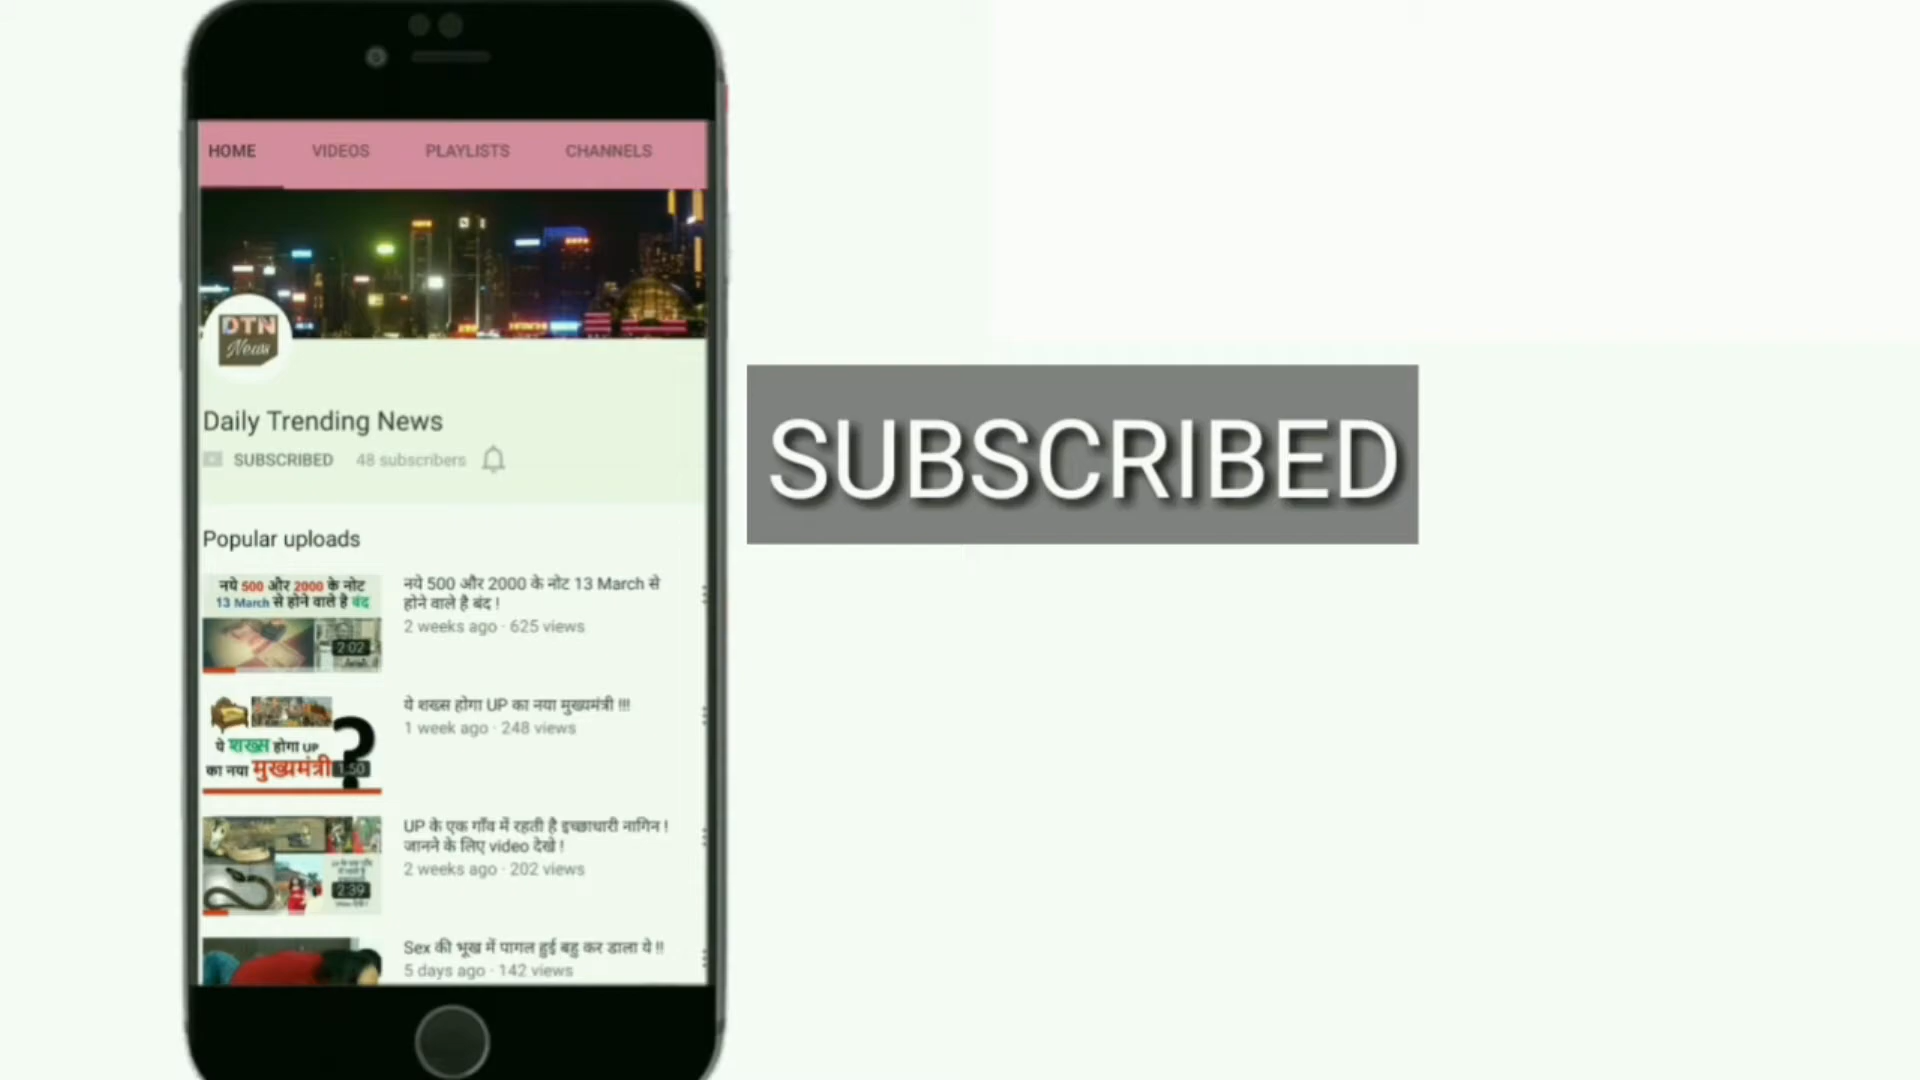 HOME VIDEOS PLAYLISTS CHANNELS
DTN
News
Daily Trending News
SUBSCRIBED 48 subscribers
SUBSCRIBED
Popular uploads
नये 500 और 2000 के नोट
13 March से होने वाले है बंद
2:02
नये 500 और 2000 के नोट 13 March से
होने वाले है बंद !
2 weeks ago · 625 views
ये शख्स होगा UP
का नया मुख्यमंत्री
?
1:50
ये शख्स होगा UP का नया मुख्यमंत्री !!!
1 week ago · 248 views
2:39
UP के एक गाँव में रहती है इच्छाधारी नागिन !
जानने के लिए video देखे !
2 weeks ago · 202 views
Sex की भूख में पागल हुई बहु कर डाला ये !!
5 days ago · 142 views